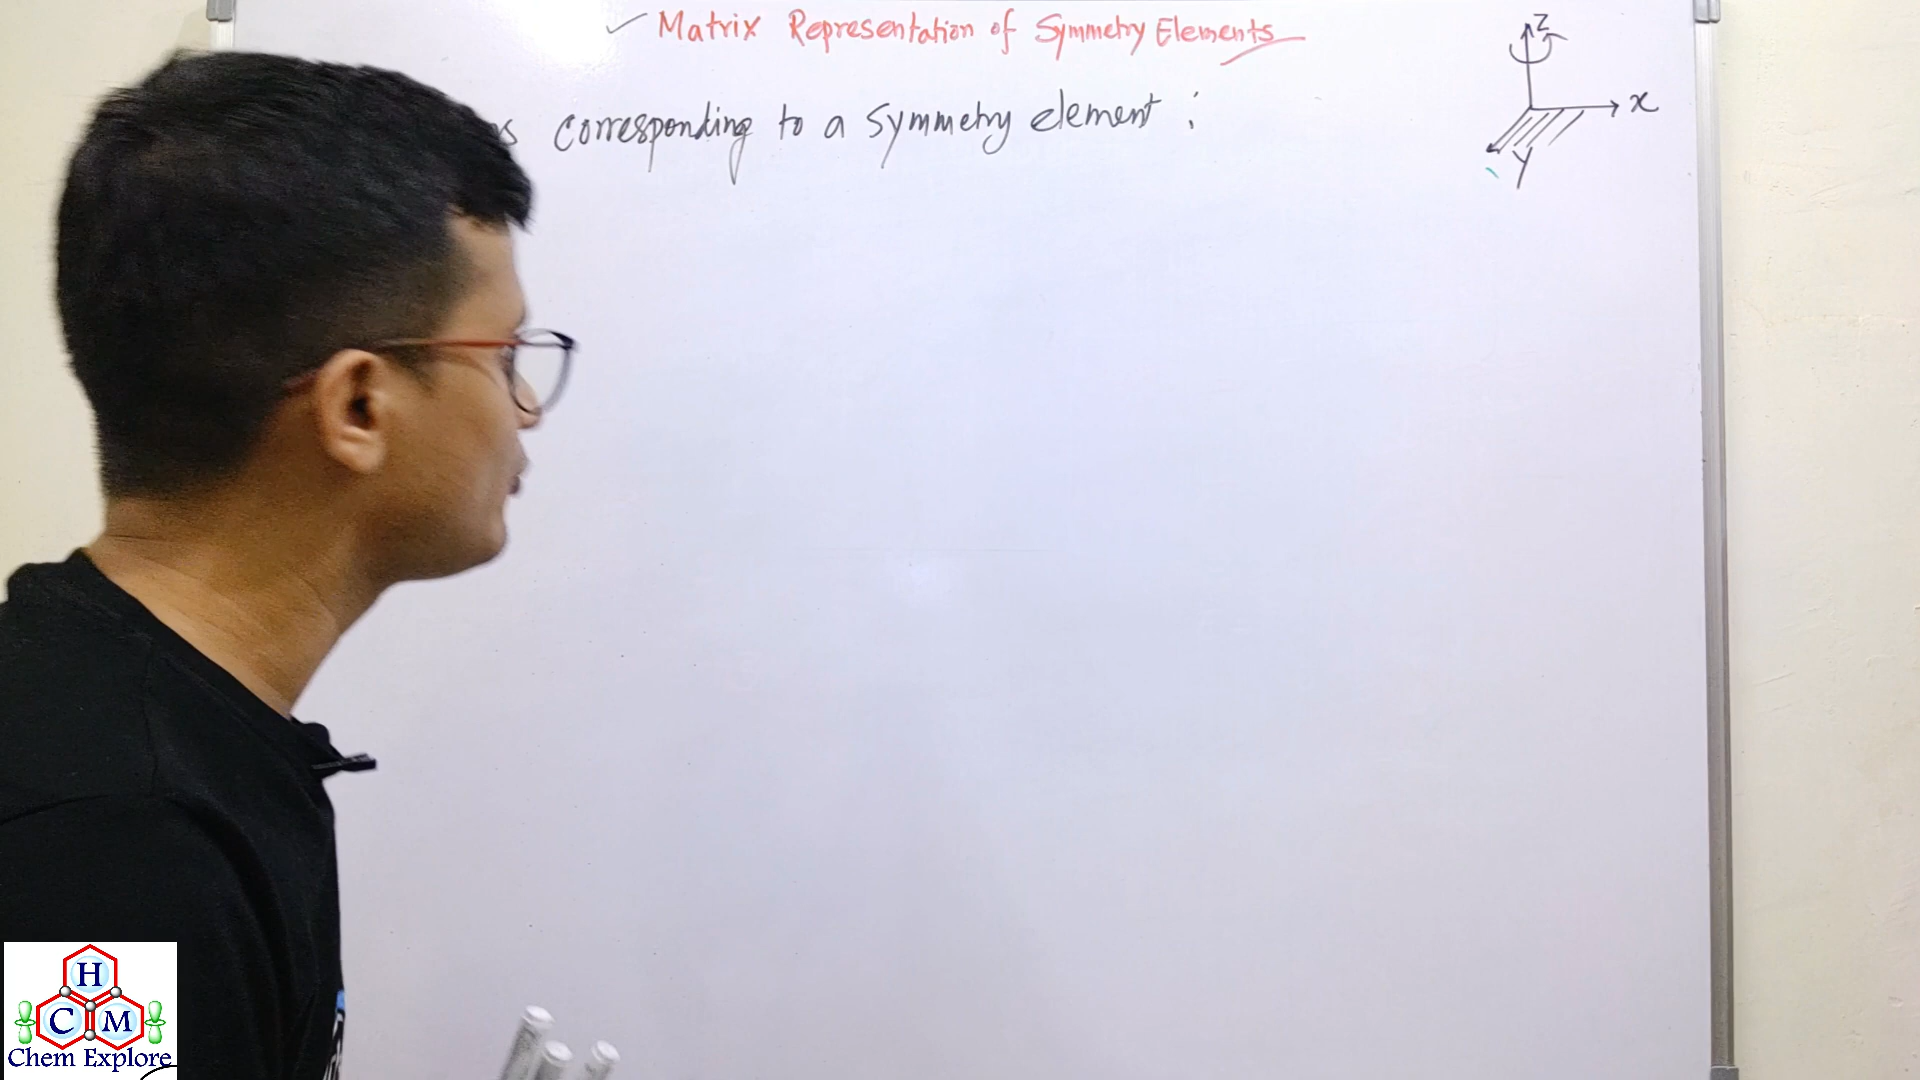 Matrix Representation of Symmetry Elements
corresponding to a symmetry element :
Z
x
y
H
C M
Chem Explore